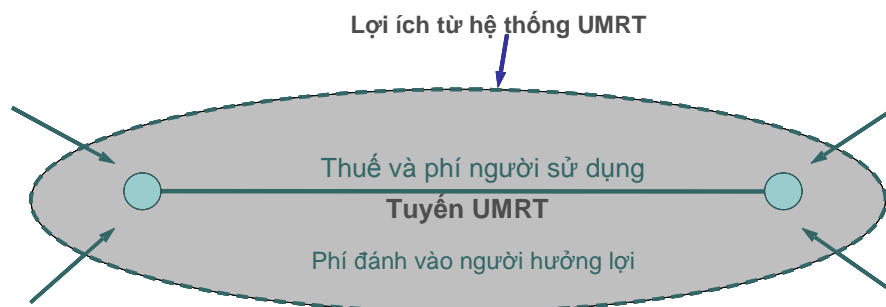 Lợi ích từ hệ thống UMRT
Thuế và phí người sử dụng
Tuyến UMRT
Phí đánh vào người hưởng lợi